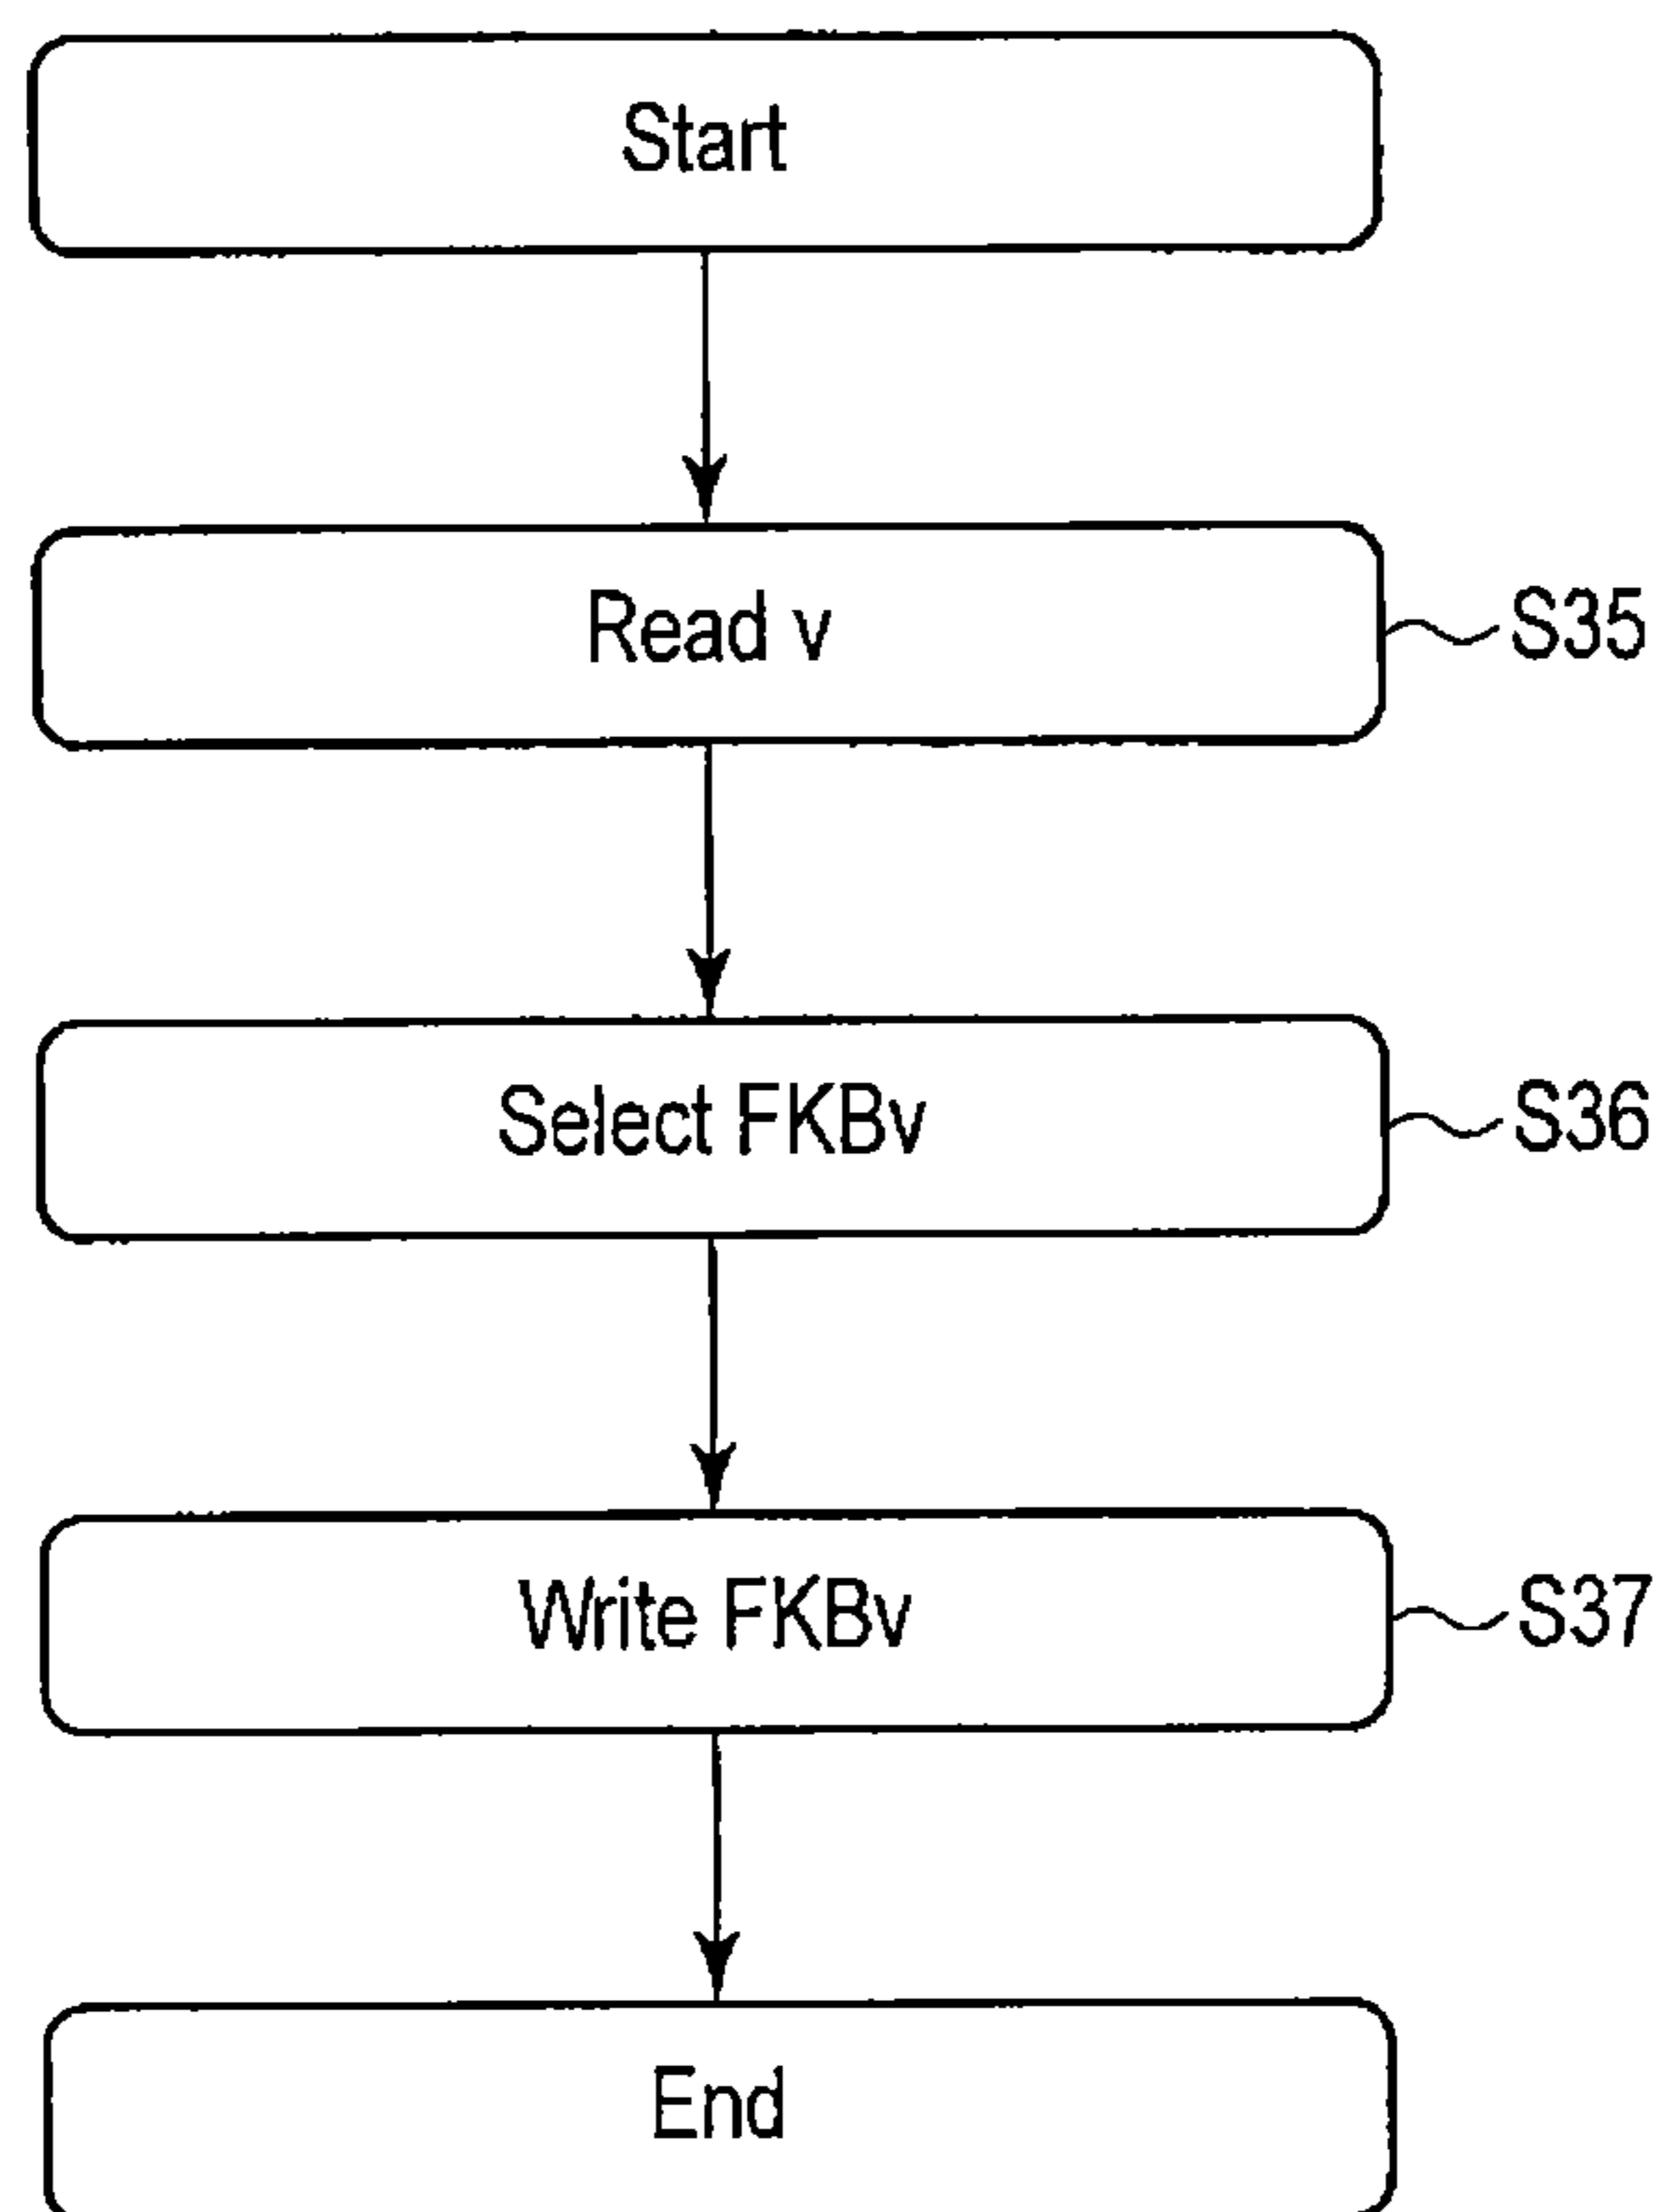 Start
Read v
S35
Select FKBv
S36
Write FKBv
S37
End